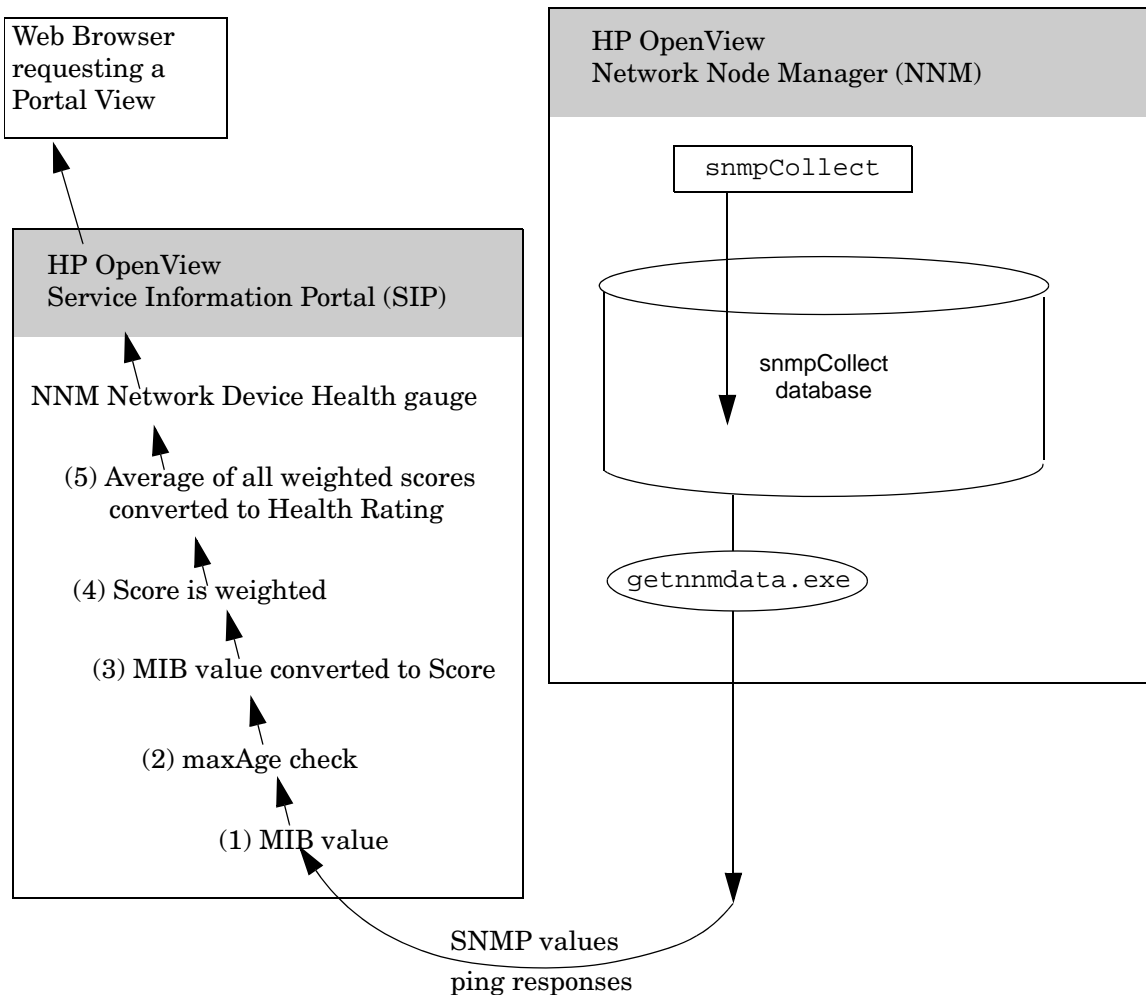 Web Browser
requesting a
Portal View
HP OpenView
Network Node Manager (NNM)
snmpCollect
snmpCollect
database
getnnmdata.exe
HP OpenView
Service Information Portal (SIP)
NNM Network Device Health gauge
(5) Average of all weighted scores
converted to Health Rating
(4) Score is weighted
(3) MIB value converted to Score
(2) maxAge check
(1) MIB value
SNMP values
ping responses